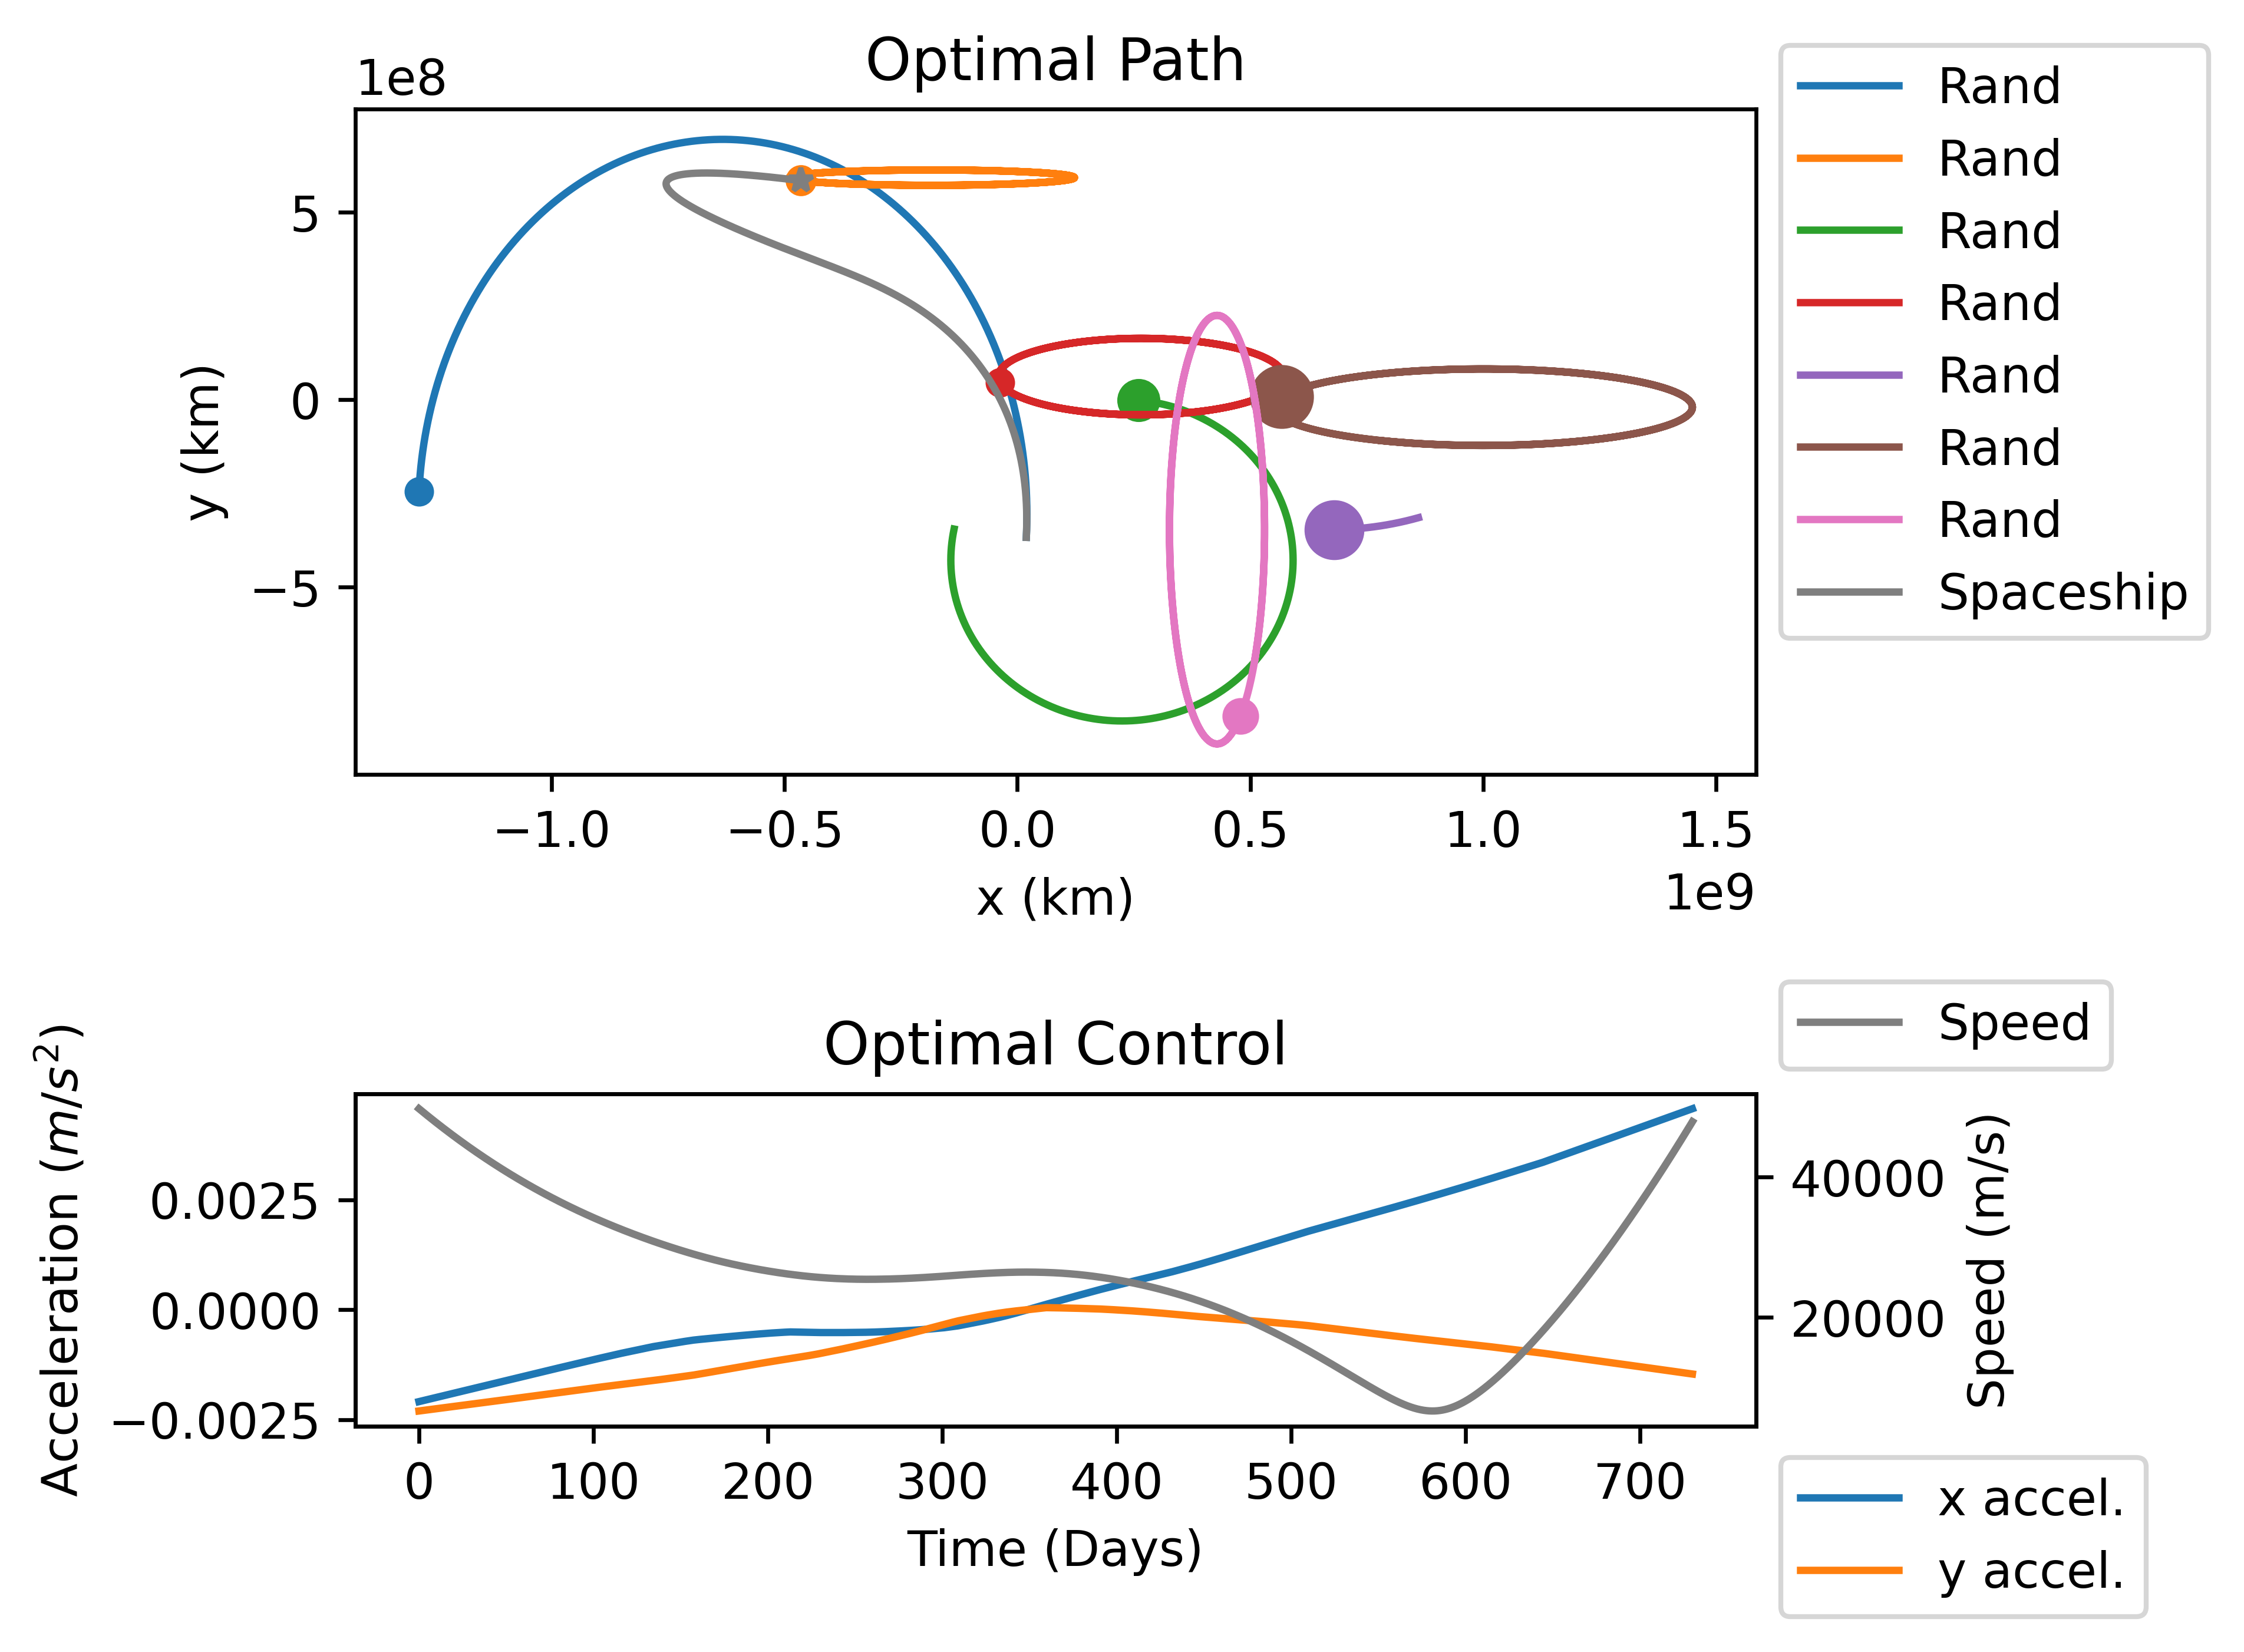 Optimal Path
1e8
5
0
−5
y (km)
−1.0 −0.5 0.0 0.5 1.0 1.5
x (km)
1e9
Rand
Rand
Rand
Rand
Rand
Rand
Rand
Spaceship
Optimal Control
Speed
0.0025
0.0000
−0.0025
Acceleration (m/s²)
40000
20000
Speed (m/s)
0 100 200 300 400 500 600 700
Time (Days)
x accel.
y accel.